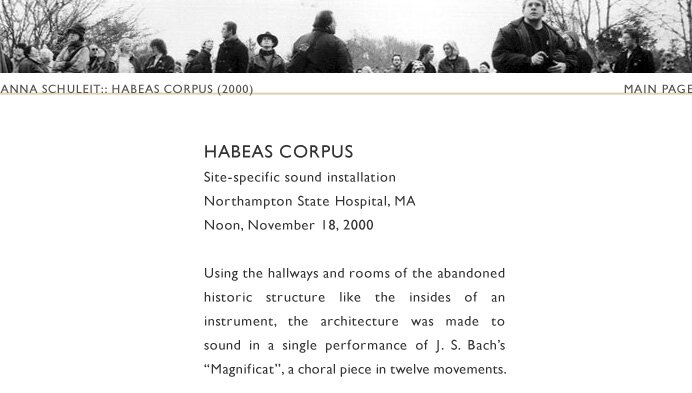 ANNA SCHULEIT:: HABEAS CORPUS (2000) MAIN PAGE
HABEAS CORPUS
Site-specific sound installation
Northampton State Hospital, MA
Noon, November 18, 2000
Using the hallways and rooms of the abandoned
historic structure like the insides of an
instrument, the architecture was made to
sound in a single performance of J. S. Bach's
“Magnificat”, a choral piece in twelve movements.